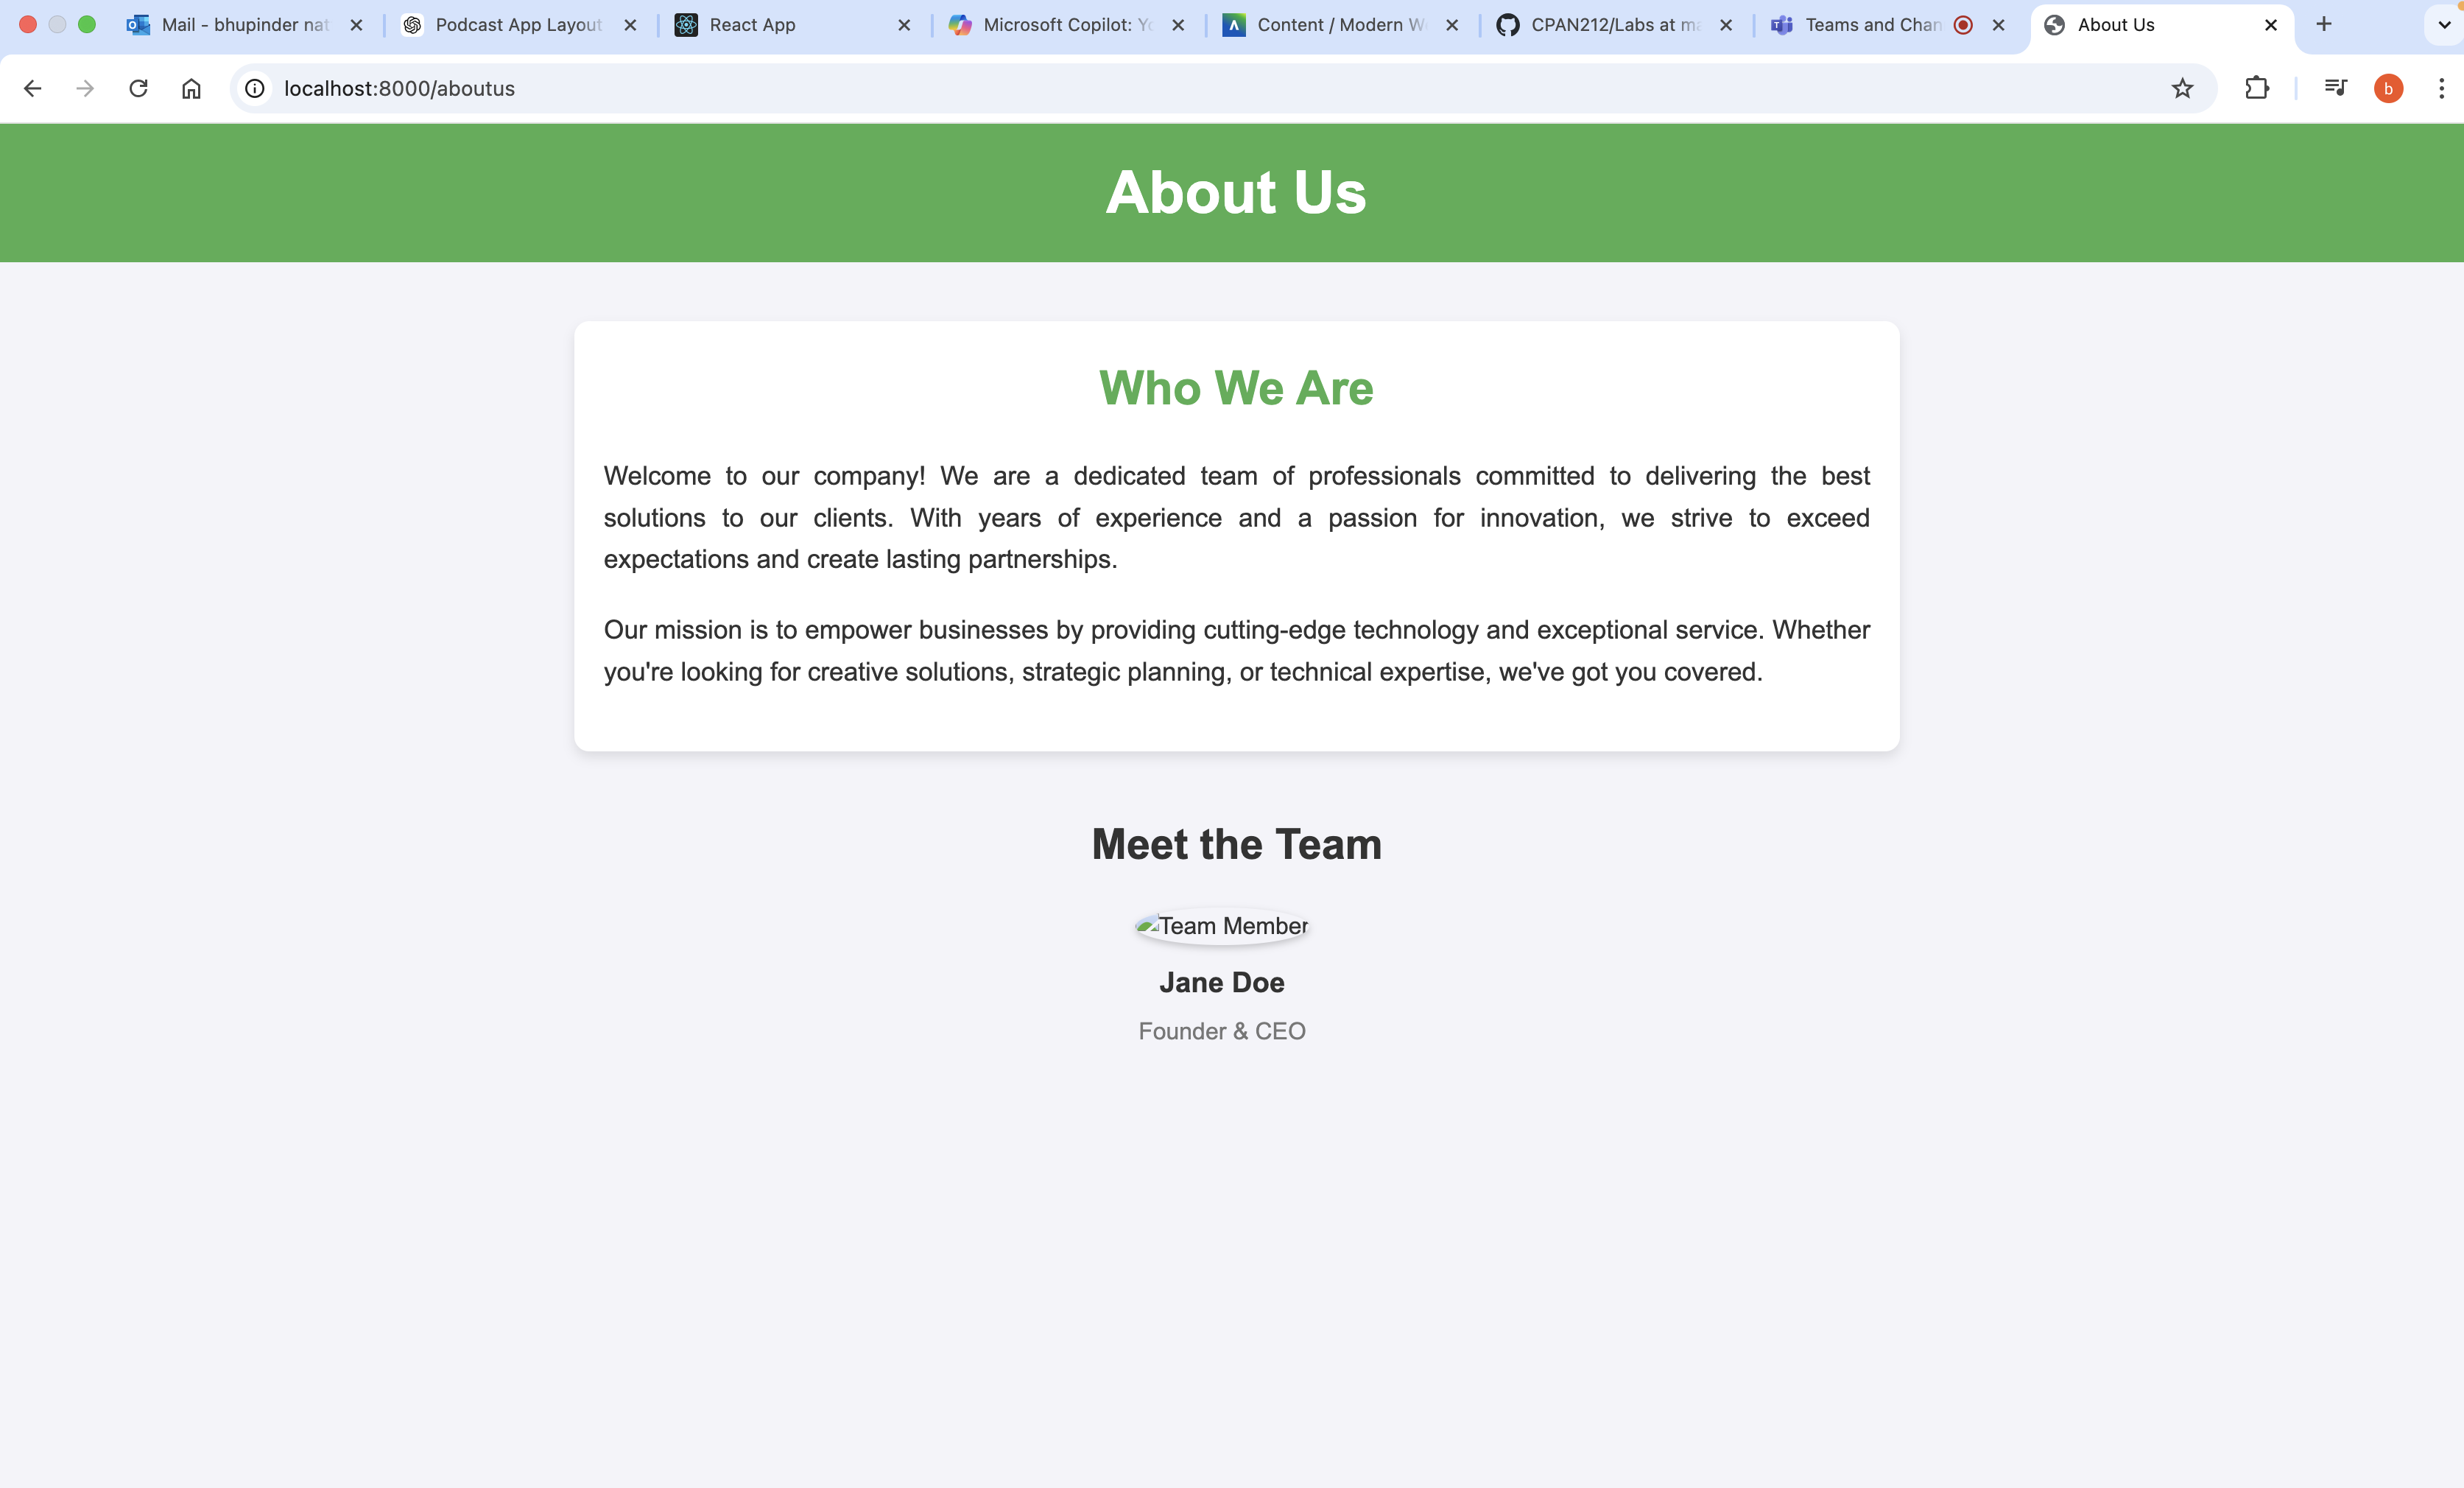 Mail - bhupinder nat
Podcast App Layout
React App
Microsoft Copilot: Yo
Content / Modern W
CPAN212/Labs at ma
Teams and Chan
About Us
localhost:8000/aboutus
b
About Us
Who We Are
Welcome to our company! We are a dedicated team of professionals committed to delivering the best
solutions to our clients. With years of experience and a passion for innovation, we strive to exceed
expectations and create lasting partnerships.
Our mission is to empower businesses by providing cutting-edge technology and exceptional service. Whether
you're looking for creative solutions, strategic planning, or technical expertise, we've got you covered.
Meet the Team
Team Member
Jane Doe
Founder & CEO